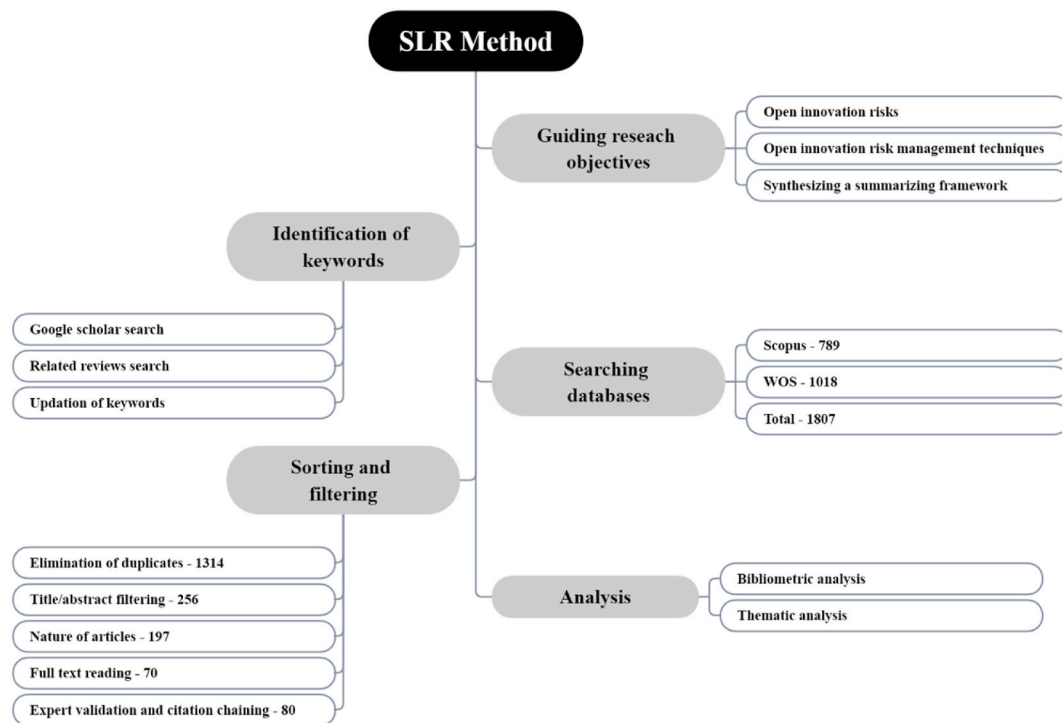 SLR Method
Guiding reseach
objectives
Open innovation risks
Open innovation risk management techniques
Synthesizing a summarizing framework
Identification of
keywords
Google scholar search
Related reviews search
Updation of keywords
Searching
databases
Scopus - 789
WOS - 1018
Total - 1807
Sorting and
filtering
Elimination of duplicates - 1314
Title/abstract filtering - 256
Nature of articles - 197
Full text reading - 70
Expert validation and citation chaining - 80
Analysis
Bibliometric analysis
Thematic analysis